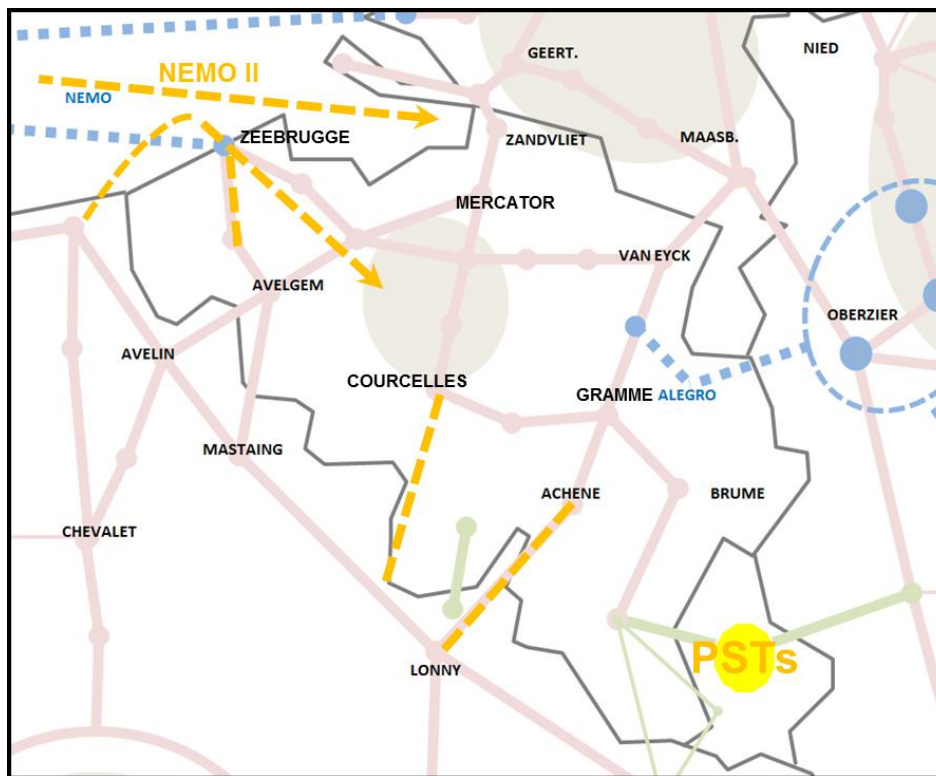 NIED
GEERT.
NEMO II
NEMO
ZEEBRUGGE
ZANDVLIET
MAASB.
MERCATOR
VAN EYCK
AVELGEM
OBERZIER
AVELIN
COURCELLES
GRAMME
ALEGRO
MASTAING
ACHENE
BRUME
CHEVALET
PSTs
LONNY